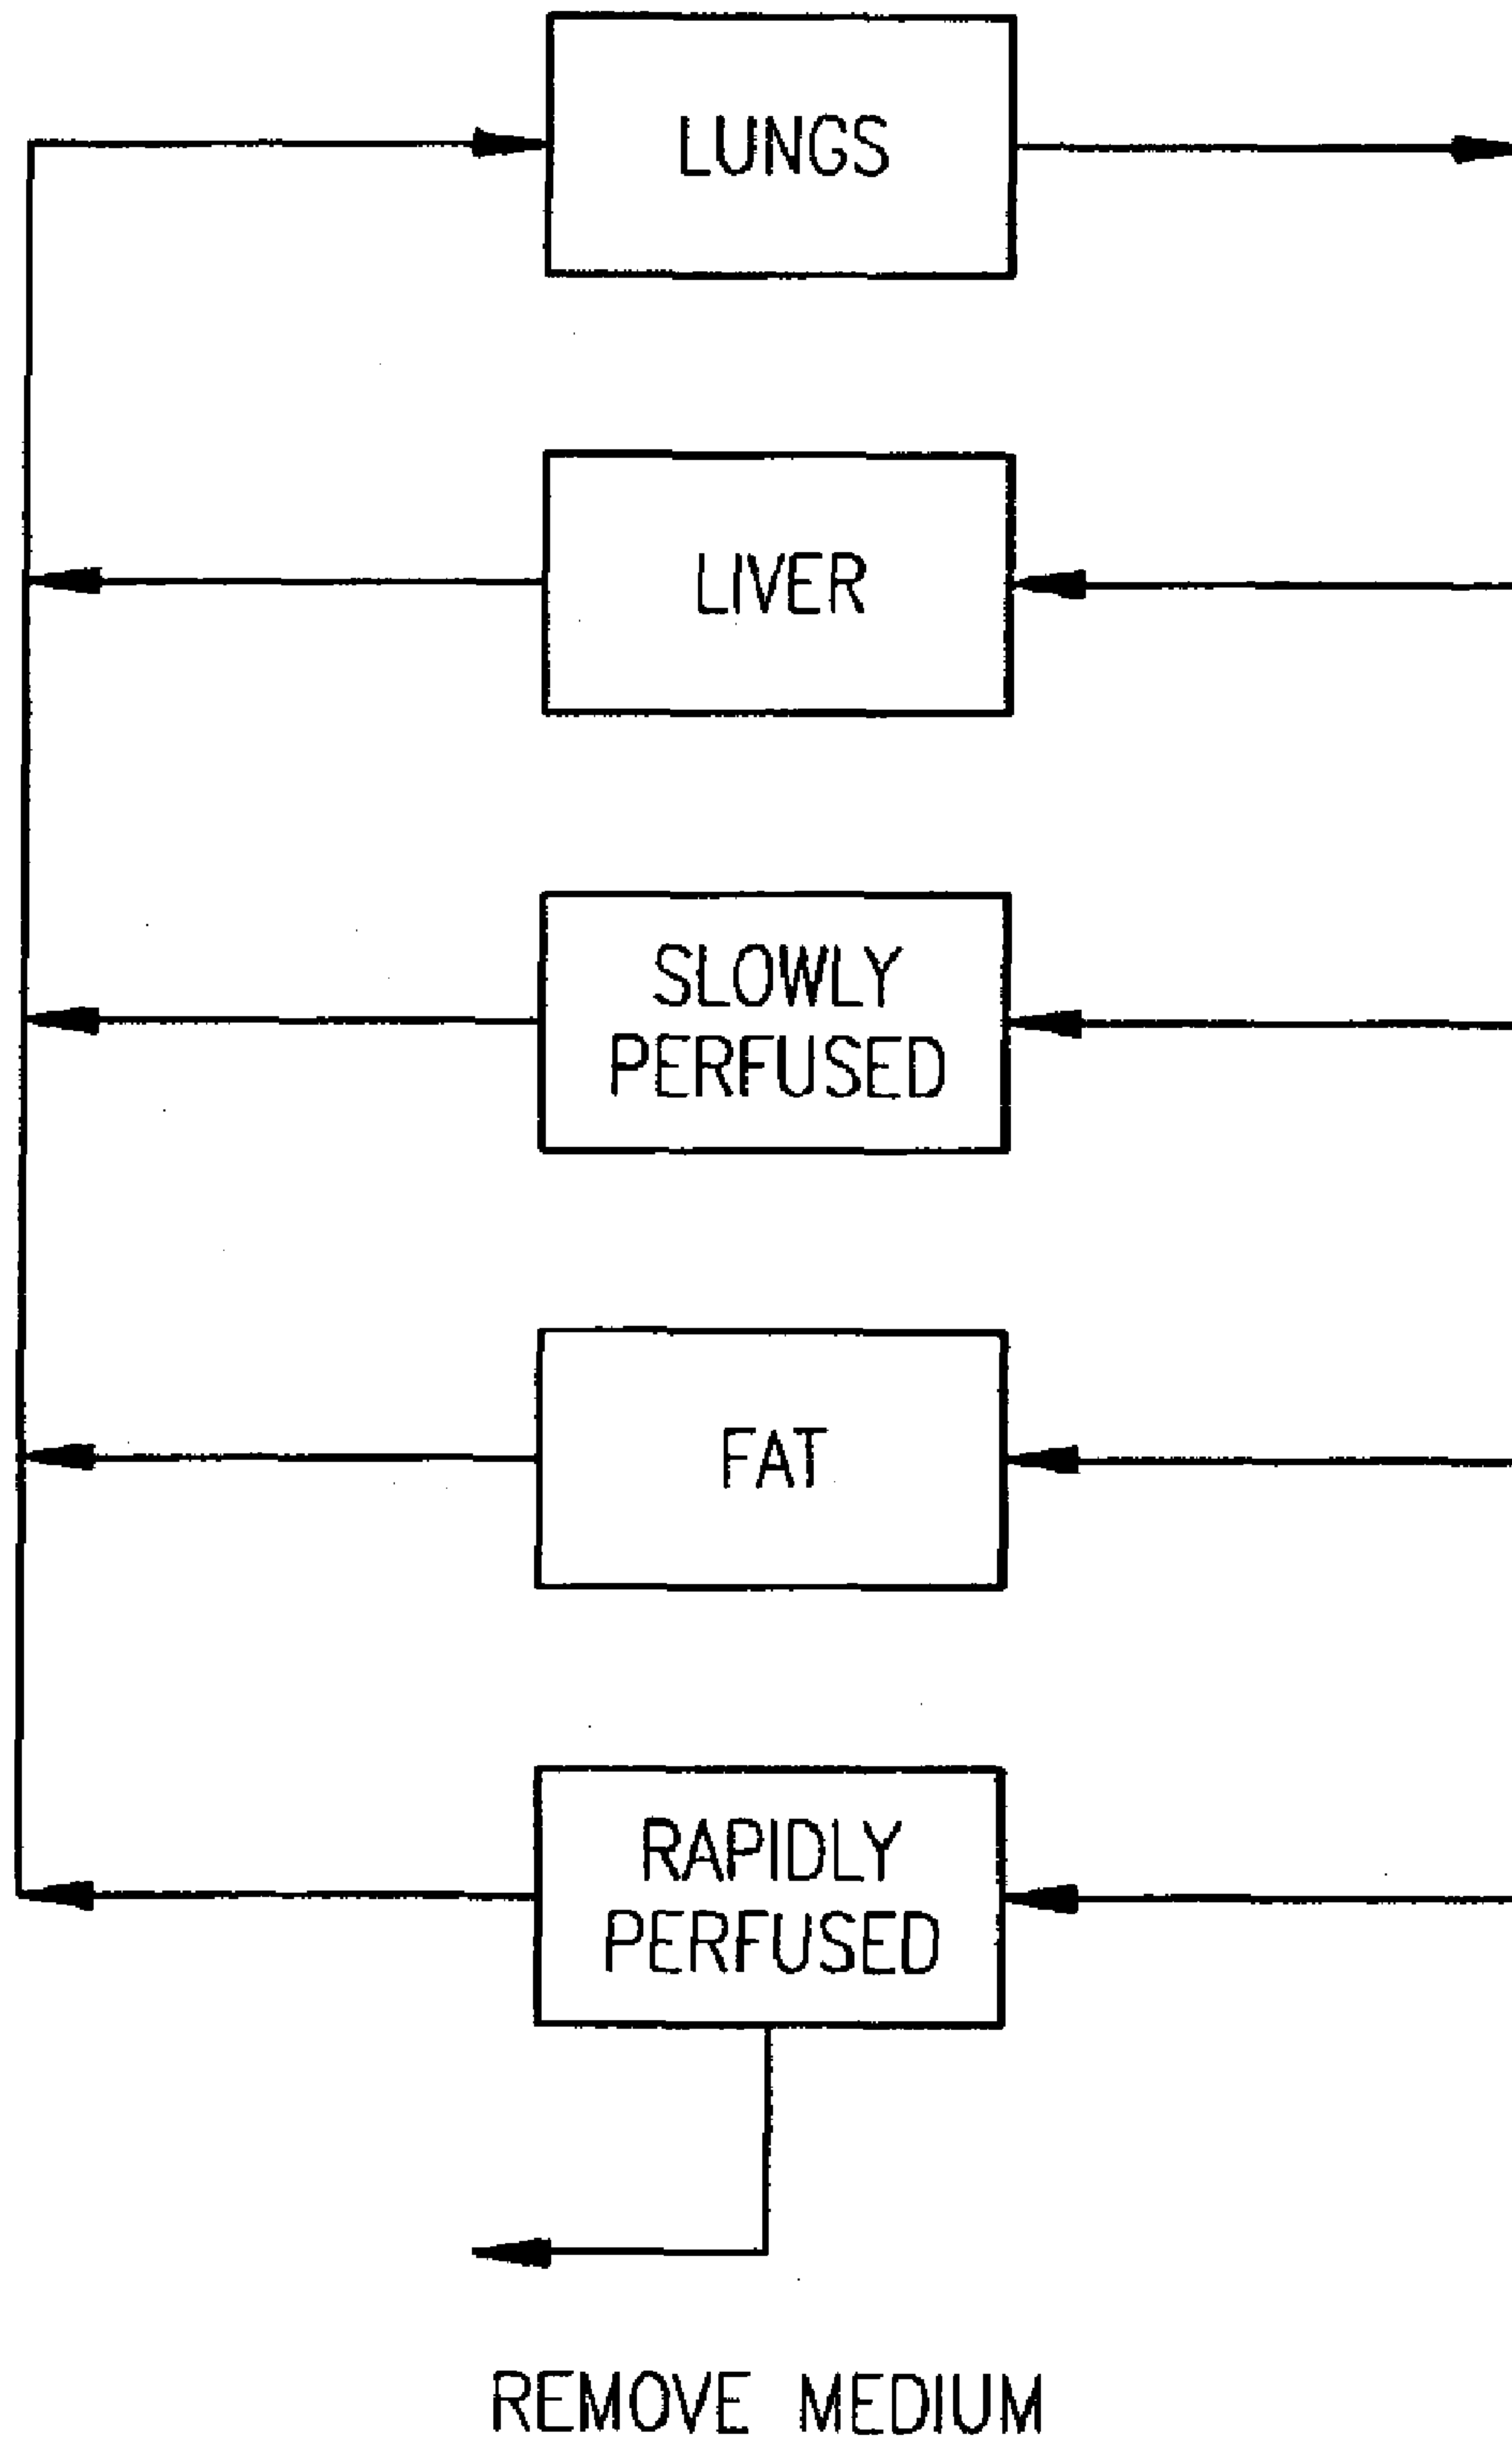 LUNGS
LIVER
SLOWLY
PERFUSED
FAT
RAPIDLY
PERFUSED
REMOVE MEDIUM